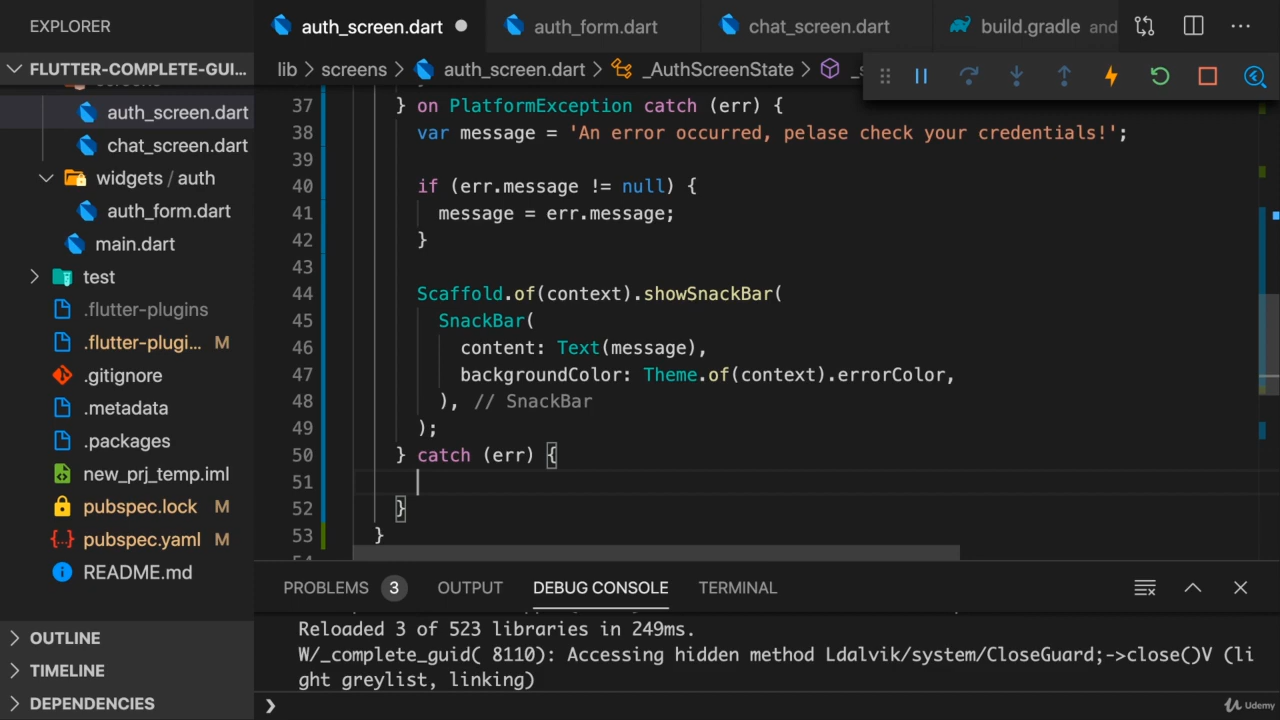 EXPLORER
auth_screen.dart
auth_form.dart
chat_screen.dart
build.gradle and
FLUTTER-COMPLETE-GUI...
lib > screens > auth_screen.dart > _AuthScreenState >
screens
auth_screen.dart
chat_screen.dart
widgets / auth
auth_form.dart
main.dart
test
.flutter-plugins
.flutter-plugi... M
.gitignore
.metadata
.packages
new_prj_temp.iml
pubspec.lock M
pubspec.yaml M
README.md
OUTLINE
TIMELINE
DEPENDENCIES
37 } on PlatformException catch (err) {
38 var message = 'An error occurred, pelase check your credentials!';
39
40 if (err.message != null) {
41 message = err.message;
42 }
43
44 Scaffold.of(context).showSnackBar(
45 SnackBar(
46 content: Text(message),
47 backgroundColor: Theme.of(context).errorColor,
48 ), // SnackBar
49 );
50 } catch (err) {
51
52 }
53 }
PROBLEMS 3 OUTPUT DEBUG CONSOLE TERMINAL
Reloaded 3 of 523 libraries in 249ms.
W/_complete_guid( 8110): Accessing hidden method Ldalvik/system/CloseGuard;->close()V (li
ght greylist, linking)
Udemy